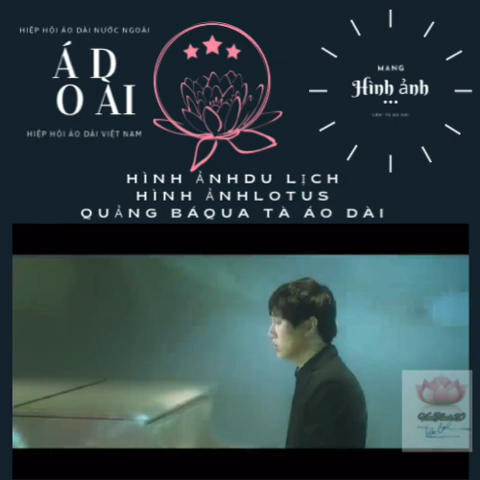 HIỆP HỘI ÁO DÀI NƯỚC NGOÀI
Á D
O ÀI
HIỆP HỘI ÁO DÀI VIỆT NAM
MANG
Hình ảnh
HÌNH ẢNHDU LỊCH
HÌNH ẢNHLOTUS
QUẢNG BÁQUA TÀ ÁO DÀI